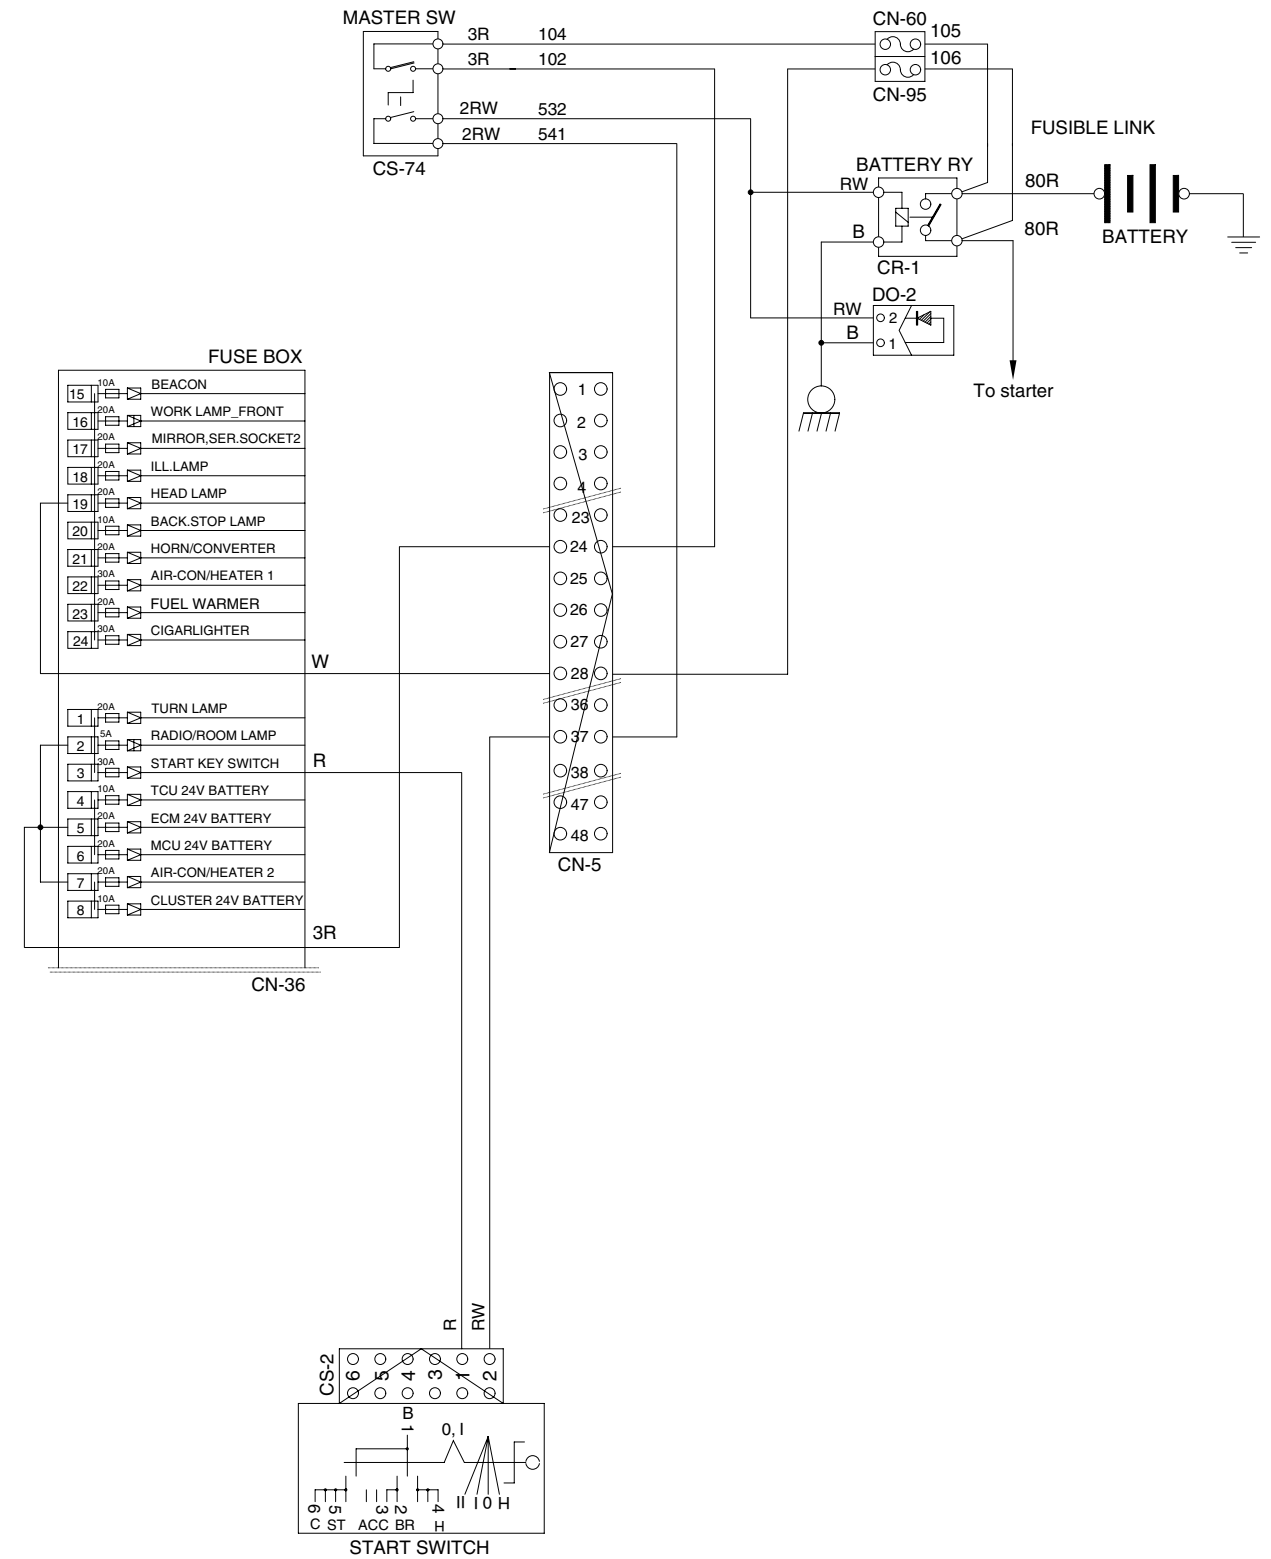 MASTER SW
3R 104
3R 102
2RW 532
2RW 541
CS-74
CN-60
105
106
CN-95
FUSIBLE LINK
BATTERY RY
RW
B
CR-1
80R
80R
BATTERY
DO-2
RW 2
B 1
To starter
FUSE BOX
15 10A BEACON
16 20A WORK LAMP_FRONT
17 20A MIRROR,SER.SOCKET2
18 20A ILL.LAMP
19 20A HEAD LAMP
20 10A BACK.STOP LAMP
21 20A HORN/CONVERTER
22 30A AIR-CON/HEATER 1
23 20A FUEL WARMER
24 30A CIGARLIGHTER
W
1 20A TURN LAMP
2 5A RADIO/ROOM LAMP
3 30A START KEY SWITCH
R
4 10A TCU 24V BATTERY
5 20A ECM 24V BATTERY
6 20A MCU 24V BATTERY
7 20A AIR-CON/HEATER 2
8 10A CLUSTER 24V BATTERY
3R
CN-36
1
2
3
4
23
24
25
26
27
28
36
37
38
47
48
CN-5
R
RW
CS-2
6 5 4 3 1 2
B
1
0, I
II I 0 H
6 5 3 2 4
C ST ACC BR H
START SWITCH